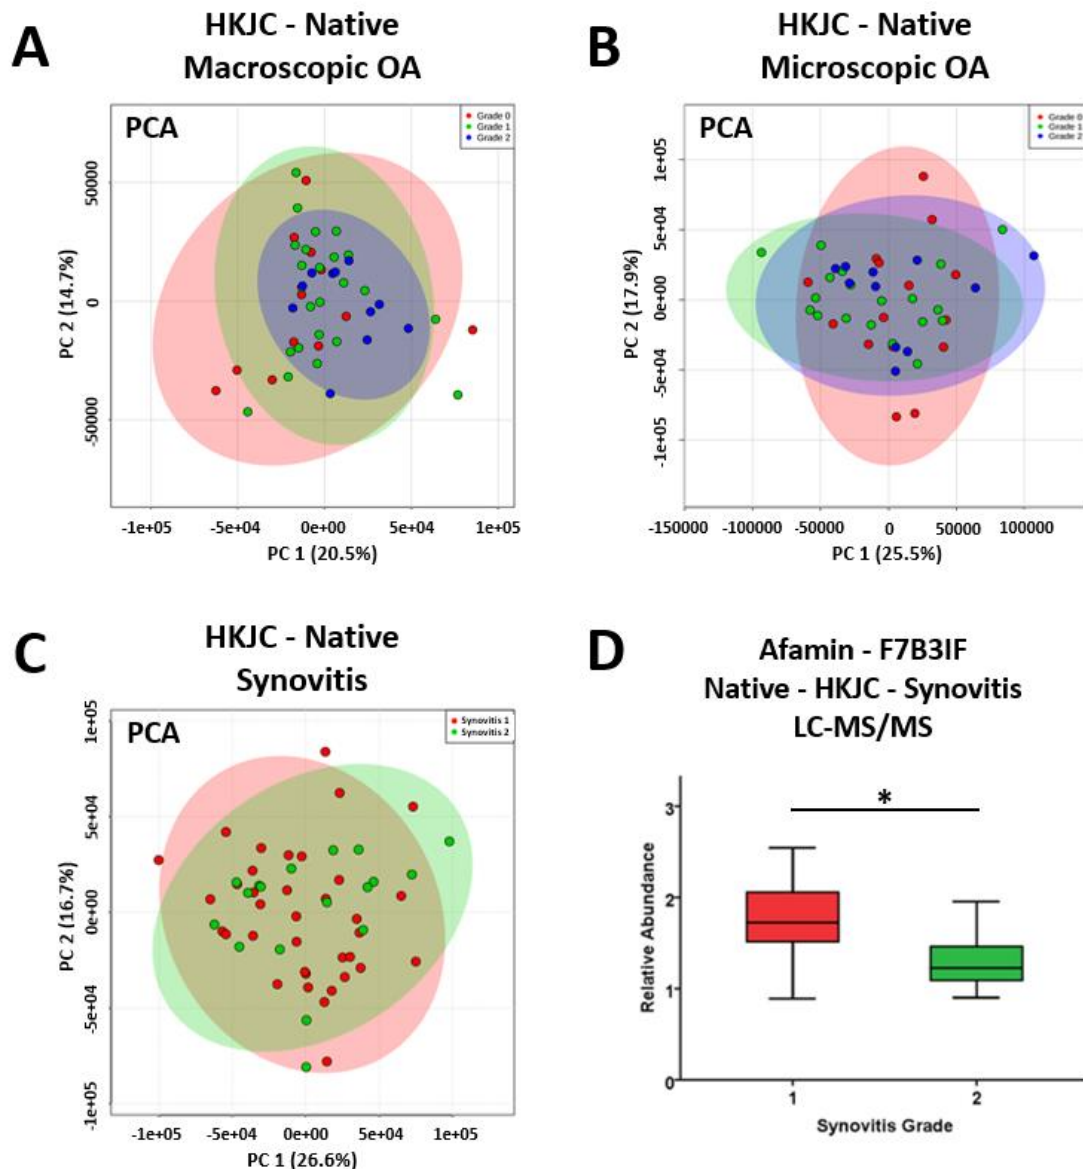 A
HKJC - Native
Macroscopic OA
PCA
Grade 0
Grade 1
Grade 2
PC 2 (14.7%)
50000
0
-50000
-1e+05
-5e+04
0e+00
5e+04
1e+05
PC 1 (20.5%)
B
HKJC - Native
Microscopic OA
PCA
Grade 0
Grade 1
Grade 2
PC 2 (17.9%)
1e+05
5e+04
0e+00
-5e+04
-1e+05
-150000
-100000
-50000
0
50000
100000
PC 1 (25.5%)
C
HKJC - Native
Synovitis
PCA
Synovitis 1
Synovitis 2
PC 2 (16.7%)
1e+05
5e+04
0e+00
-5e+04
-1e+05
-1e+05
-5e+04
0e+00
5e+04
1e+05
PC 1 (26.6%)
D
Afamin - F7B3IF
Native - HKJC - Synovitis
LC-MS/MS
*
Relative Abundance
3
2
1
0
1
2
Synovitis Grade